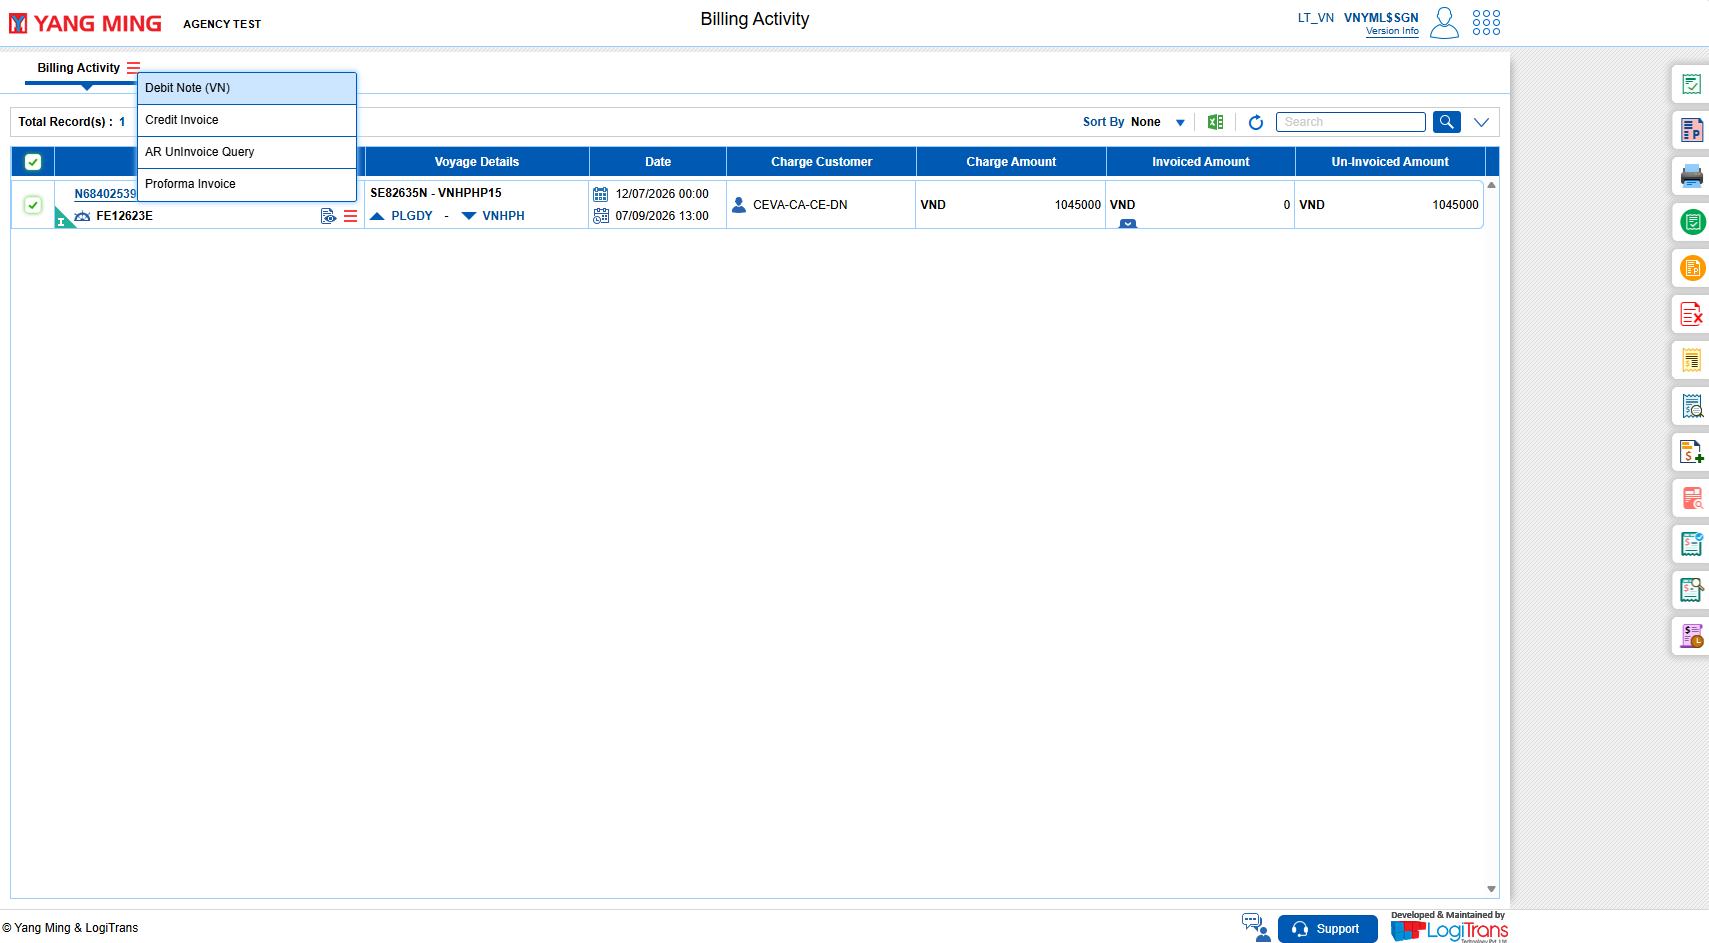 YANG MING
AGENCY TEST
Billing Activity
LT_VN
VNYML$SGN
Version Info
Billing Activity
Debit Note (VN)
Credit Invoice
AR UnInvoice Query
Proforma Invoice
Total Record(s) : 1
Sort By None
Search
Voyage Details
Date
Charge Customer
Charge Amount
Invoiced Amount
Un-Invoiced Amount
N68402539
I
FE12623E
SE82635N - VNHPHP15
PLGDY - VNHPH
12/07/2026 00:00
07/09/2026 13:00
CEVA-CA-CE-DN
VND 1045000
VND 0
VND 1045000
© Yang Ming & LogiTrans
Support
Developed & Maintained by
LogiTrans
Technology Pvt. Ltd.